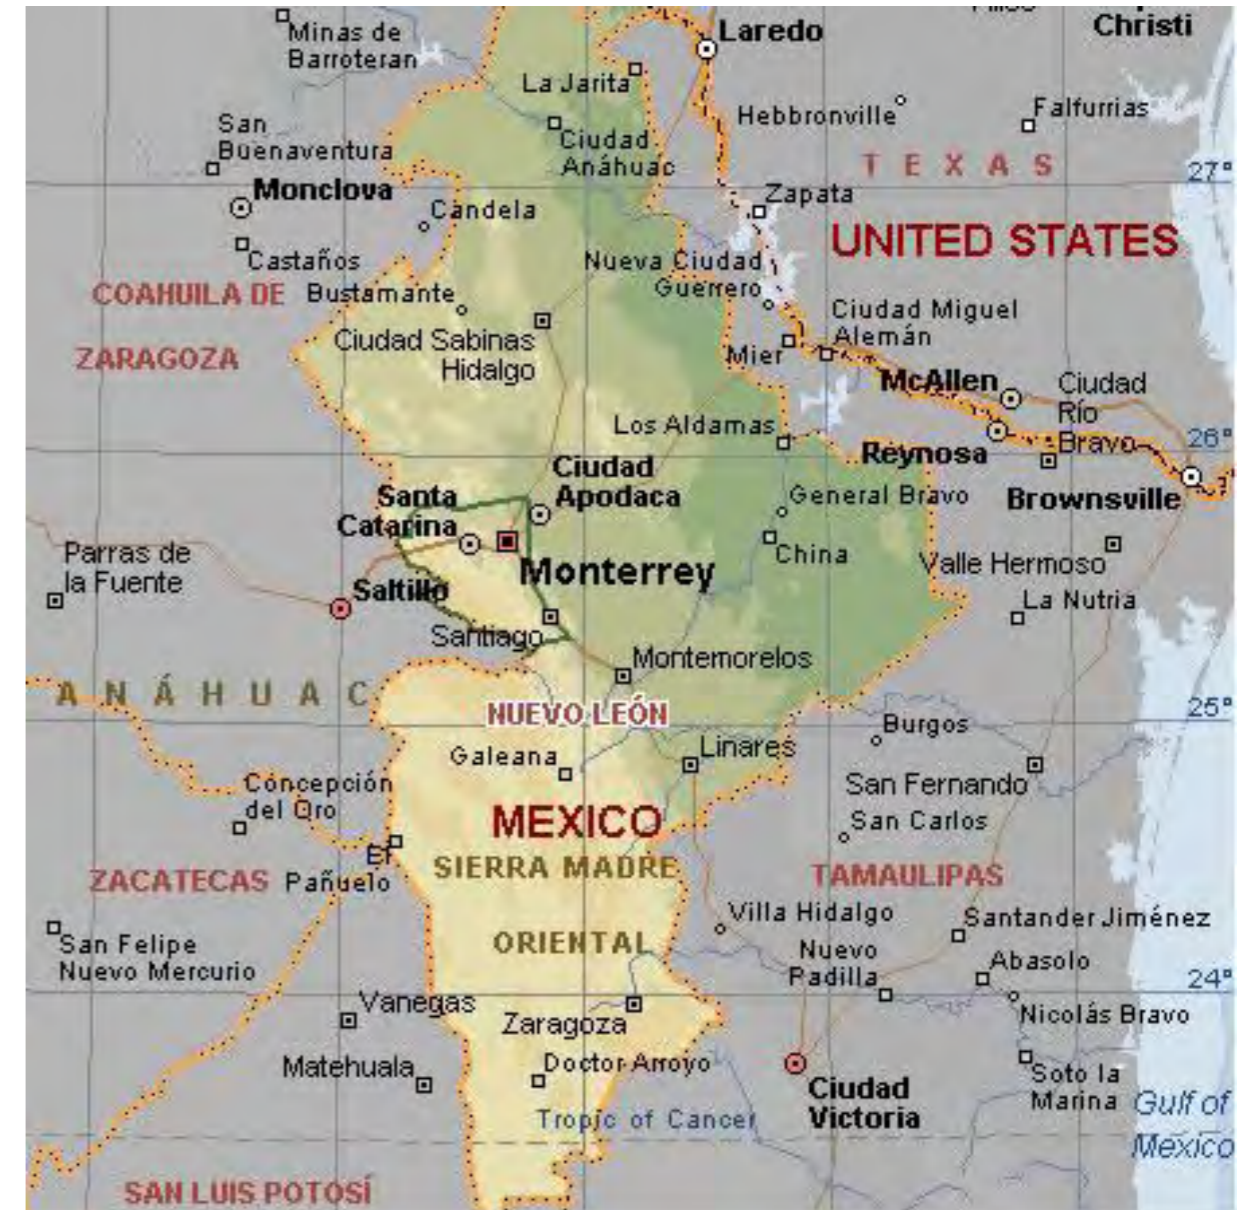 Christi
Laredo
Minas de
Barroteran
La Jarita
Hebbronville
Falfurrias
San
Buenaventura
Ciudad
Anáhuac
TEXAS
27°
Monclova
Zapata
Candela
Castaños
UNITED STATES
Nueva Ciudad
Guerrero
COAHUILA DE
Bustamante
Ciudad Miguel
Alemán
ZARAGOZA
Ciudad Sabinas
Hidalgo
Mier
McAllen
Ciudad
Río
Bravo
Los Aldamas
Reynosa
26°
Ciudad
Apodaca
Santa
Catarina
General Bravo
Brownsville
Parras de
la Fuente
China
Valle Hermoso
Monterrey
Saltillo
La Nutria
Santiago
Montemorelos
ANÁHUAC
NUEVO LEÓN
25°
Burgos
Linares
Galeana
Concepción
del Oro
San Fernando
MEXICO
San Carlos
El
Pañuelo
SIERRA MADRE
ZACATECAS
TAMAULIPAS
Villa Hidalgo
Santander Jiménez
San Felipe
Nuevo Mercurio
ORIENTAL
Nuevo
Padilla
Abasolo
24°
Vanegas
Zaragoza
Nicolás Bravo
Matehuala
Doctor Arroyo
Ciudad
Victoria
Soto la
Marina
Gulf of
Mexico
Tropic of Cancer
SAN LUIS POTOSÍ